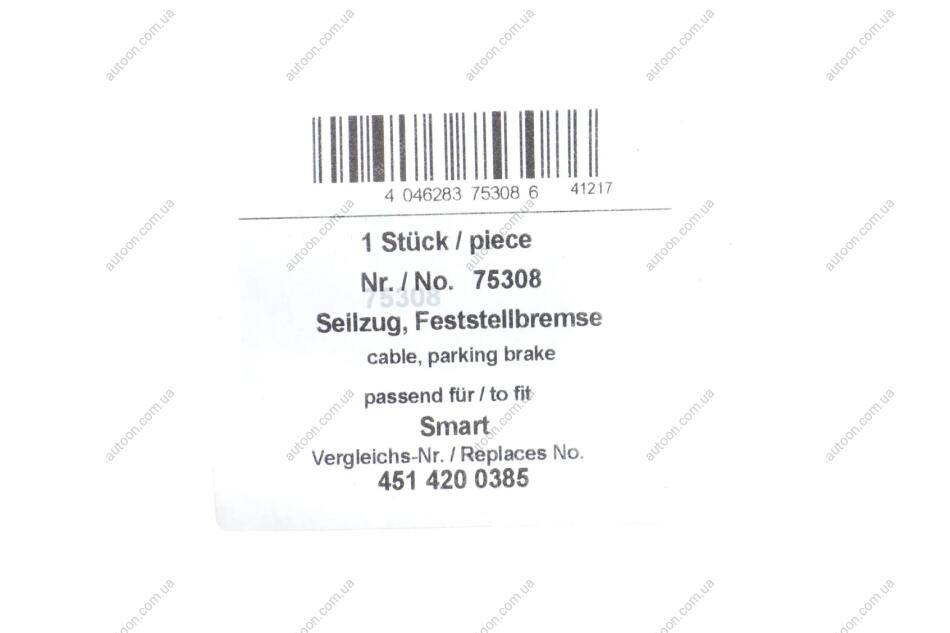 4 046283 75308 6 41217
1 Stück / piece
Nr. / No. 75308
75308
Seilzug, Feststellbremse
cable, parking brake
passend für / to fit
Smart
Vergleichs-Nr. / Replaces No.
451 420 0385
autoon.com.ua